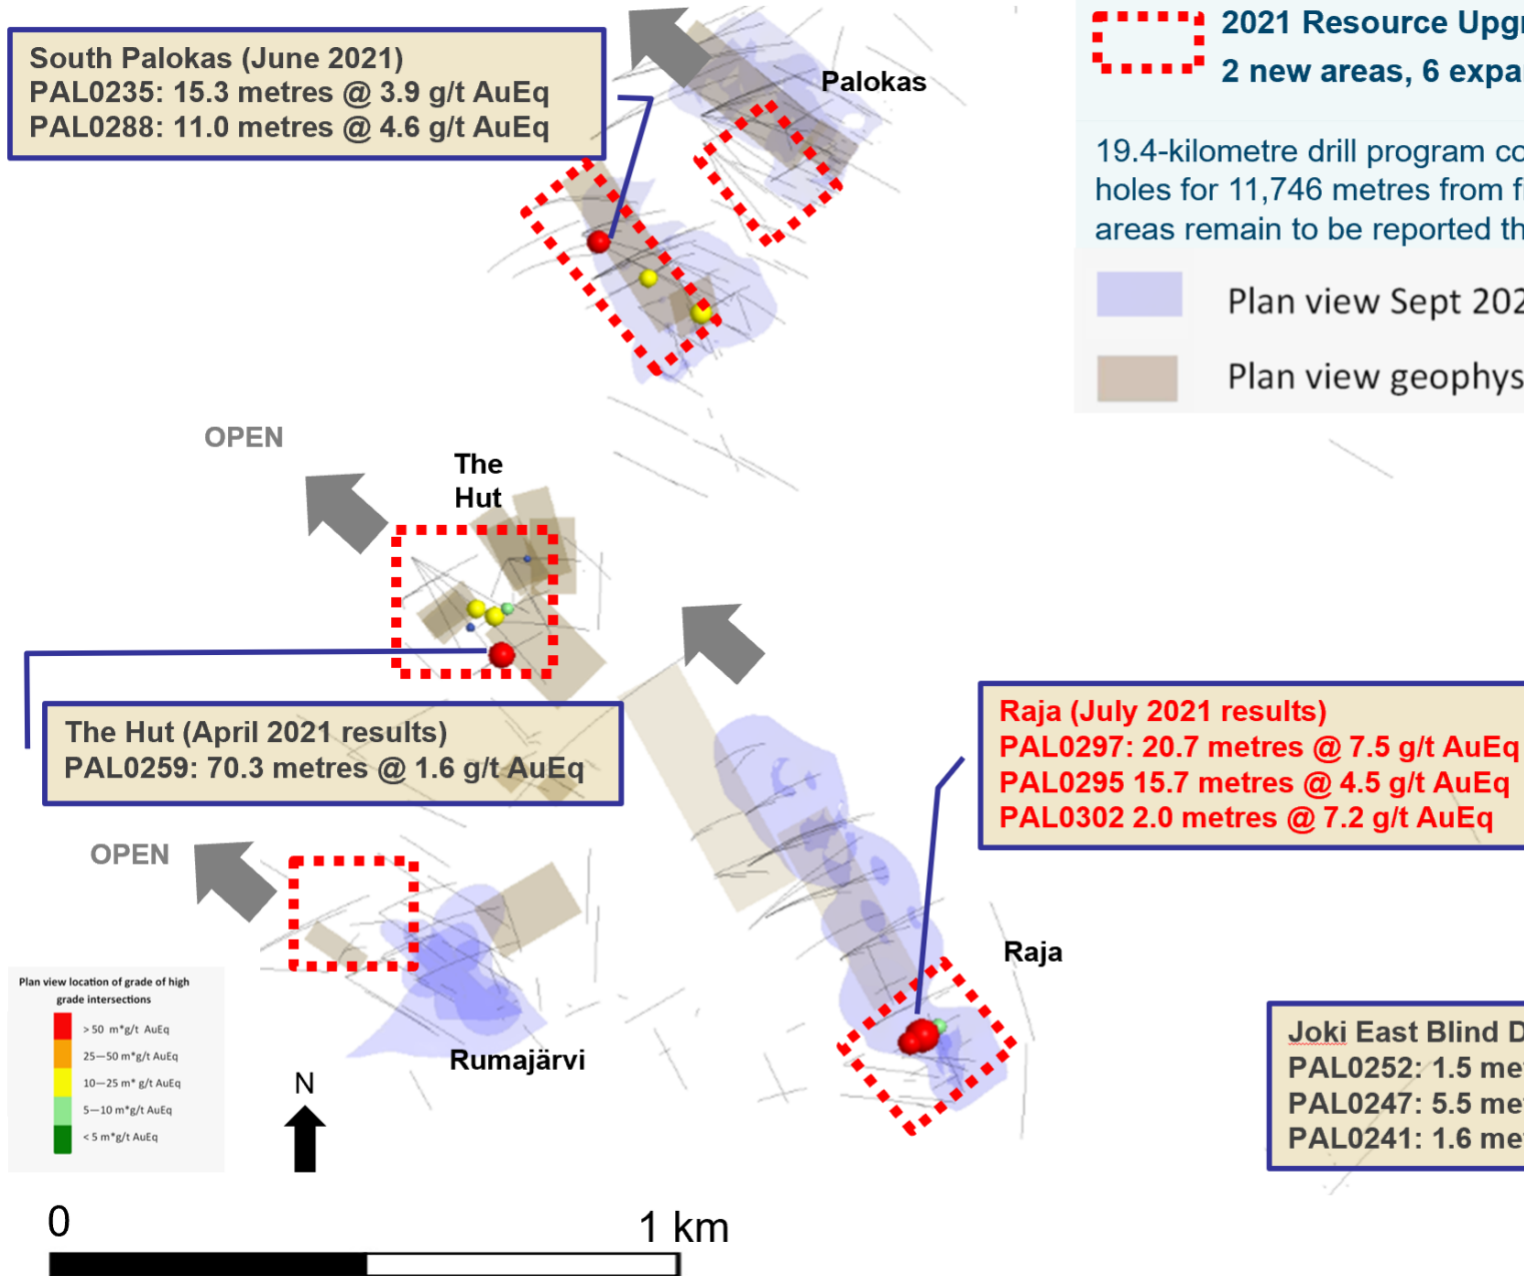 South Palokas (June 2021)
PAL0235: 15.3 metres @ 3.9 g/t AuEq
PAL0288: 11.0 metres @ 4.6 g/t AuEq
Palokas
2021 Resource Upgr
2 new areas, 6 expa
19.4-kilometre drill program co
holes for 11,746 metres from f
areas remain to be reported th
Plan view Sept 202
Plan view geophys
OPEN
The
Hut
The Hut (April 2021 results)
PAL0259: 70.3 metres @ 1.6 g/t AuEq
Raja (July 2021 results)
PAL0297: 20.7 metres @ 7.5 g/t AuEq
PAL0295 15.7 metres @ 4.5 g/t AuEq
PAL0302 2.0 metres @ 7.2 g/t AuEq
OPEN
Raja
Rumajärvi
Plan view location of grade of high
grade intersections
> 50 m*g/t AuEq
25—50 m*g/t AuEq
10—25 m* g/t AuEq
5—10 m*g/t AuEq
< 5 m*g/t AuEq
N
Joki East Blind D
PAL0252: 1.5 me
PAL0247: 5.5 me
PAL0241: 1.6 me
0 1 km